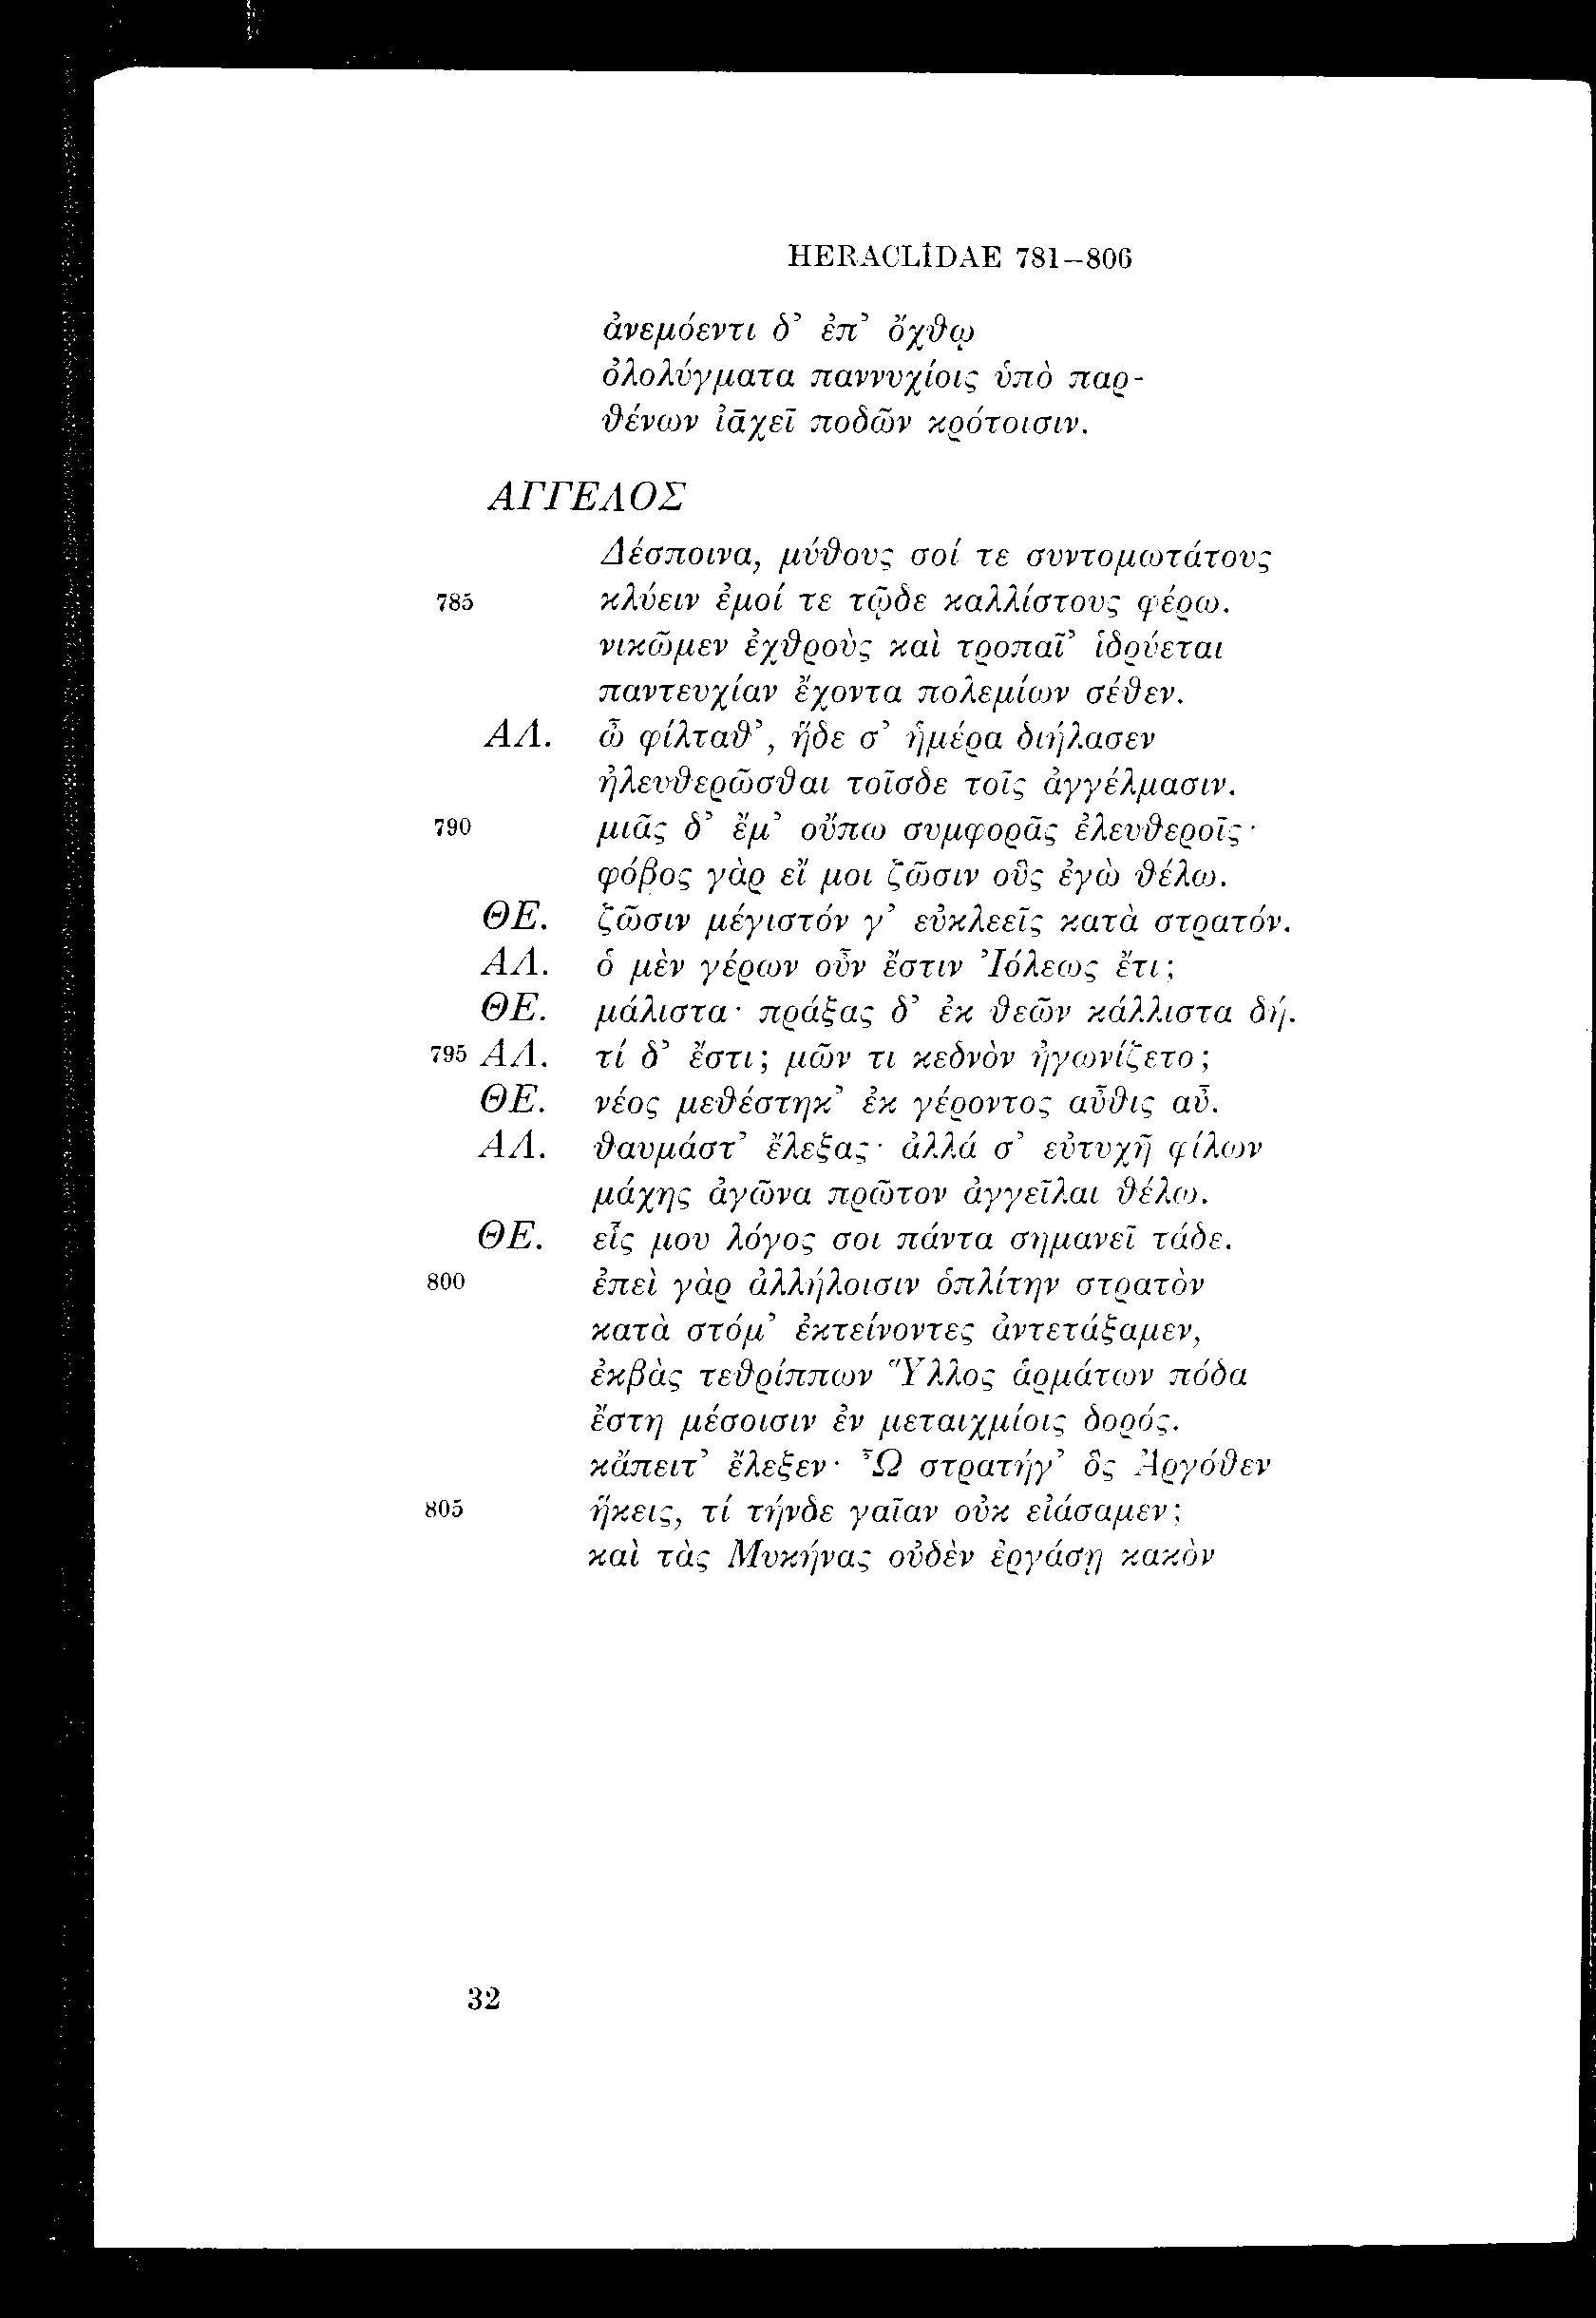 HERACLIDAE 781–806
ἀνεμόεντι δ’ ἐπ’ ὄχθῳ
ὀλολύγματα παννυχίοις ὑπὸ παρ-
θένων ἰᾱχεῖ ποδῶν κρότοισιν.
ΑΓΓΕΛΟΣ
Δέσποινα, μύθους σοί τε συντομωτάτους
785 κλύειν ἐμοί τε τῷδε καλλίστους φέρω.
νικῶμεν ἐχθροὺς καὶ τροπαῖ’ ἱδρύεται
παντευχίαν ἔχοντα πολεμίων σέθεν.
ΑΛ. ὦ φίλταθ’, ἥδε σ’ ἡμέρα διήλασεν
ἠλευθερῶσθαι τοῖσδε τοῖς ἀγγέλμασιν.
790 μιᾶς δ’ ἔμ’ οὔπω συμφορᾶς ἐλευθεροῖς·
φόβος γὰρ εἴ μοι ζῶσιν οὓς ἐγὼ θέλω.
ΘΕ. ζῶσιν μέγιστόν γ’ εὐκλεεῖς κατὰ στρατόν.
ΑΛ. ὁ μὲν γέρων οὖν ἔστιν Ἰόλεως ἔτι;
ΘΕ. μάλιστα· πράξας δ’ ἐκ θεῶν κάλλιστα δή.
795 ΑΛ. τί δ’ ἔστι; μῶν τι κεδνὸν ἠγωνίζετο;
ΘΕ. νέος μεθέστηκ’ ἐκ γέροντος αὖθις αὖ.
ΑΛ. θαυμάστ’ ἔλεξας· ἀλλά σ’ εὐτυχῆ φίλων
μάχης ἀγῶνα πρῶτον ἀγγεῖλαι θέλω.
ΘΕ. εἷς μου λόγος σοι πάντα σημανεῖ τάδε.
800 ἐπεὶ γὰρ ἀλλήλοισιν ὁπλίτην στρατὸν
κατὰ στόμ’ ἐκτείνοντες ἀντετάξαμεν,
ἐκβὰς τεθρίππων Ὕλλος ἁρμάτων πόδα
ἔστη μέσοισιν ἐν μεταιχμίοις δορός.
κἄπειτ’ ἔλεξεν· Ὦ στρατήγ’ ὃς Ἀργόθεν
805 ἥκεις, τί τήνδε γαῖαν οὐκ εἰάσαμεν;
καὶ τὰς Μυκήνας οὐδὲν ἐργάσῃ κακὸν
32